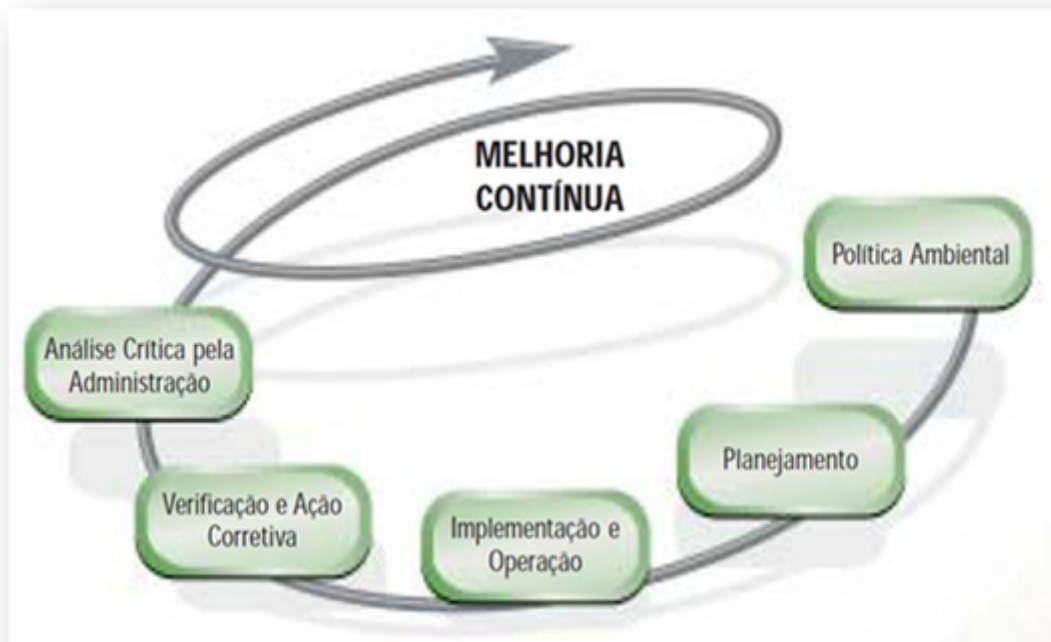 MELHORIA
CONTÍNUA
Política Ambiental
Análise Crítica pela
Administração
Planejamento
Verificação e Ação
Corretiva
Implementação e
Operação